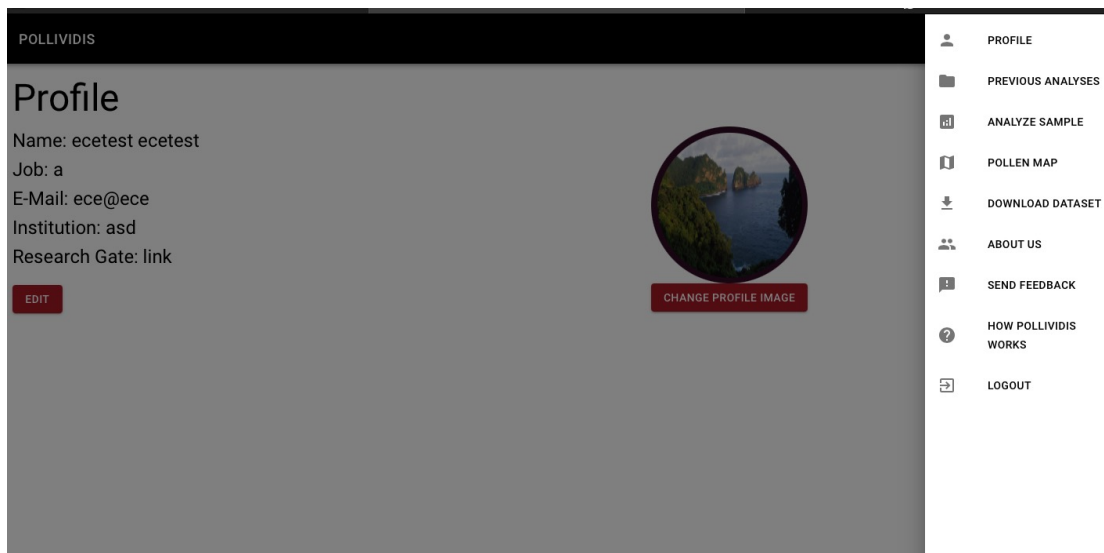 POLLIVIDIS
Profile
Name: ecetest ecetest
Job: a
E-Mail: ece@ece
Institution: asd
Research Gate: link
EDIT
CHANGE PROFILE IMAGE
PROFILE
PREVIOUS ANALYSES
ANALYZE SAMPLE
POLLEN MAP
DOWNLOAD DATASET
ABOUT US
SEND FEEDBACK
HOW POLLIVIDIS
WORKS
LOGOUT